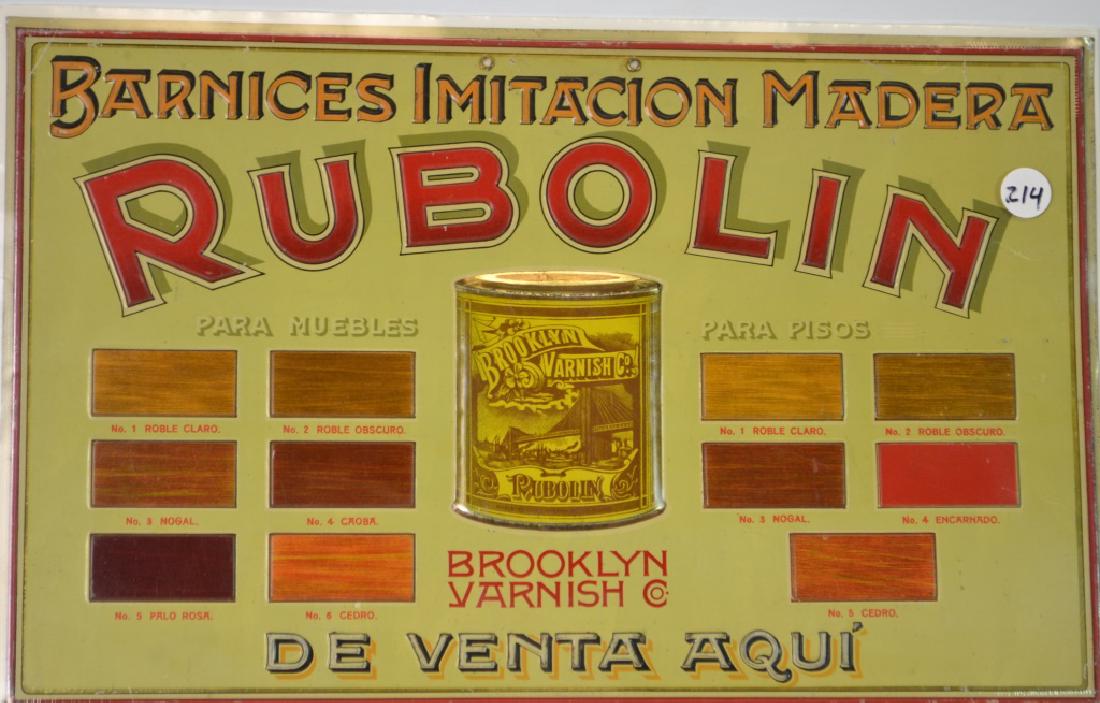 BARNICES IMITACION MADERA
RUBOLIN
214
PARA MUEBLES
No. 1 ROBLE CLARO.
No. 2 ROBLE OBSCURO.
No. 3 NOGAL.
No. 4 CAOBA.
No. 5 PALO ROSA.
No. 6 CEDRO.
BROOKLYN
VARNISH Co.
RUBOLIN
BROOKLYN
VARNISH Co.
PARA PISOS
No. 1 ROBLE CLARO.
No. 2 ROBLE OBSCURO.
No. 3 NOGAL.
No. 4 ENCARNADO.
No. 5 CEDRO.
DE VENTA AQUÍ